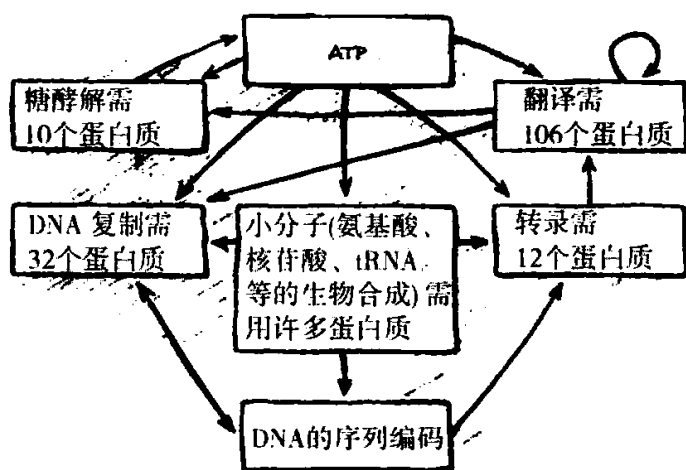 ATP
糖酵解需
10个蛋白质
翻译需
106个蛋白质
DNA 复制需
32个蛋白质
小分子(氨基酸、
核苷酸、tRNA
等的生物合成)需
用许多蛋白质
转录需
12个蛋白质
DNA的序列编码